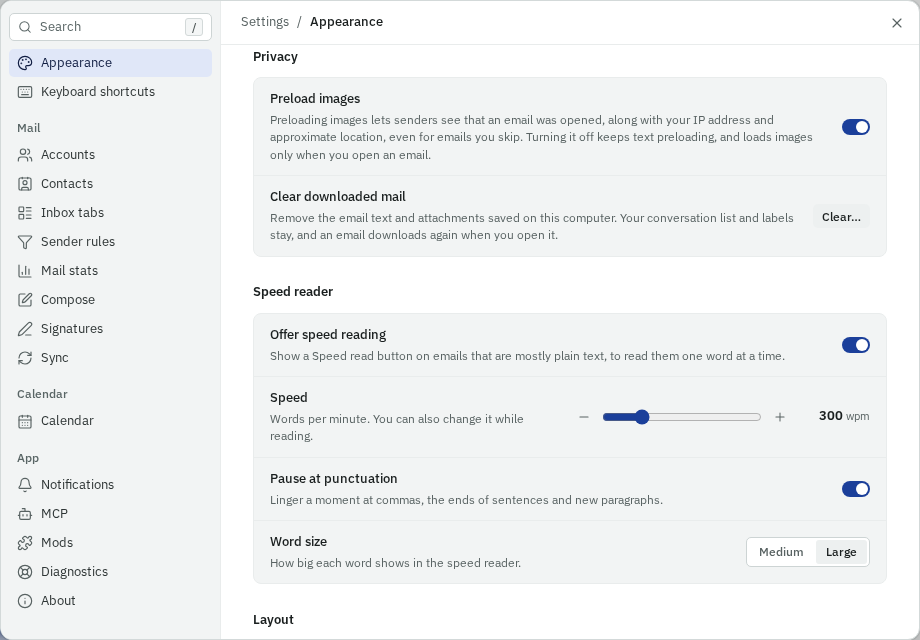 Search
/
Settings / Appearance
Appearance
Keyboard shortcuts
Mail
Accounts
Contacts
Inbox tabs
Sender rules
Mail stats
Compose
Signatures
Sync
Calendar
Calendar
App
Notifications
MCP
Mods
Diagnostics
About
Privacy
Preload images
Preloading images lets senders see that an email was opened, along with your IP address and
approximate location, even for emails you skip. Turning it off keeps text preloading, and loads images
only when you open an email.
Clear downloaded mail
Remove the email text and attachments saved on this computer. Your conversation list and labels
stay, and an email downloads again when you open it.
Clear...
Speed reader
Offer speed reading
Show a Speed read button on emails that are mostly plain text, to read them one word at a time.
Speed
Words per minute. You can also change it while
reading.
300 wpm
Pause at punctuation
Linger a moment at commas, the ends of sentences and new paragraphs.
Word size
How big each word shows in the speed reader.
Medium Large
Layout